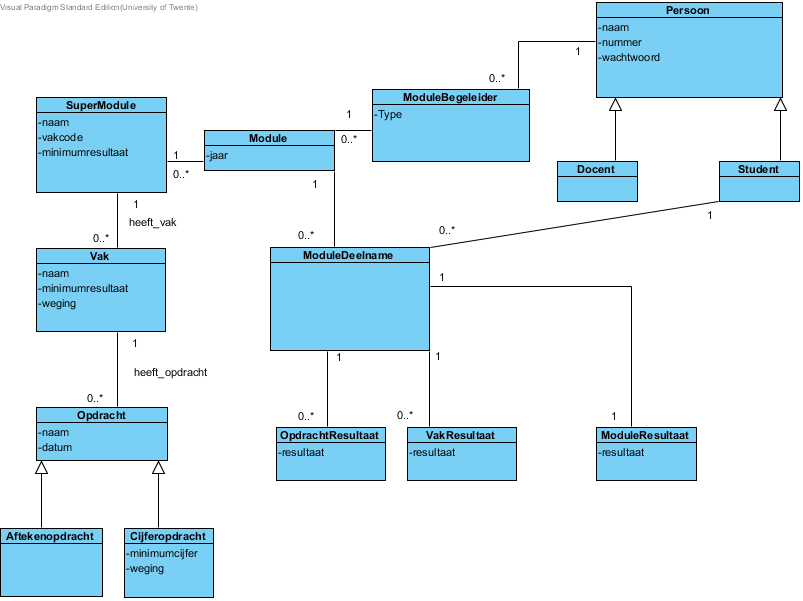 Visual Paradigm Standard Edition(University of Twente)
Persoon
-naam
-nummer
-wachtwoord
1
0..*
ModuleBegeleider
-Type
SuperModule
-naam
-vakcode
-minimumresultaat
1
0..*
Module
-jaar
1
0..*
Docent
Student
1
heeft_vak
0..*
1
0..*
1
0..*
Vak
-naam
-minimumresultaat
-weging
ModuleDeelname
1
1
heeft_opdracht
0..*
1
0..*
1
0..*
1
Opdracht
-naam
-datum
OpdrachtResultaat
-resultaat
VakResultaat
-resultaat
ModuleResultaat
-resultaat
Aftekenopdracht
Cijferopdracht
-minimumcijfer
-weging